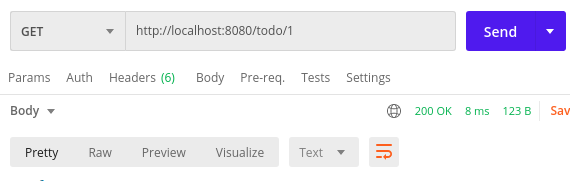 GET http://localhost:8080/todo/1 Send
Params Auth Headers (6) Body Pre-req. Tests Settings
Body 200 OK 8 ms 123 B Sav
Pretty Raw Preview Visualize Text